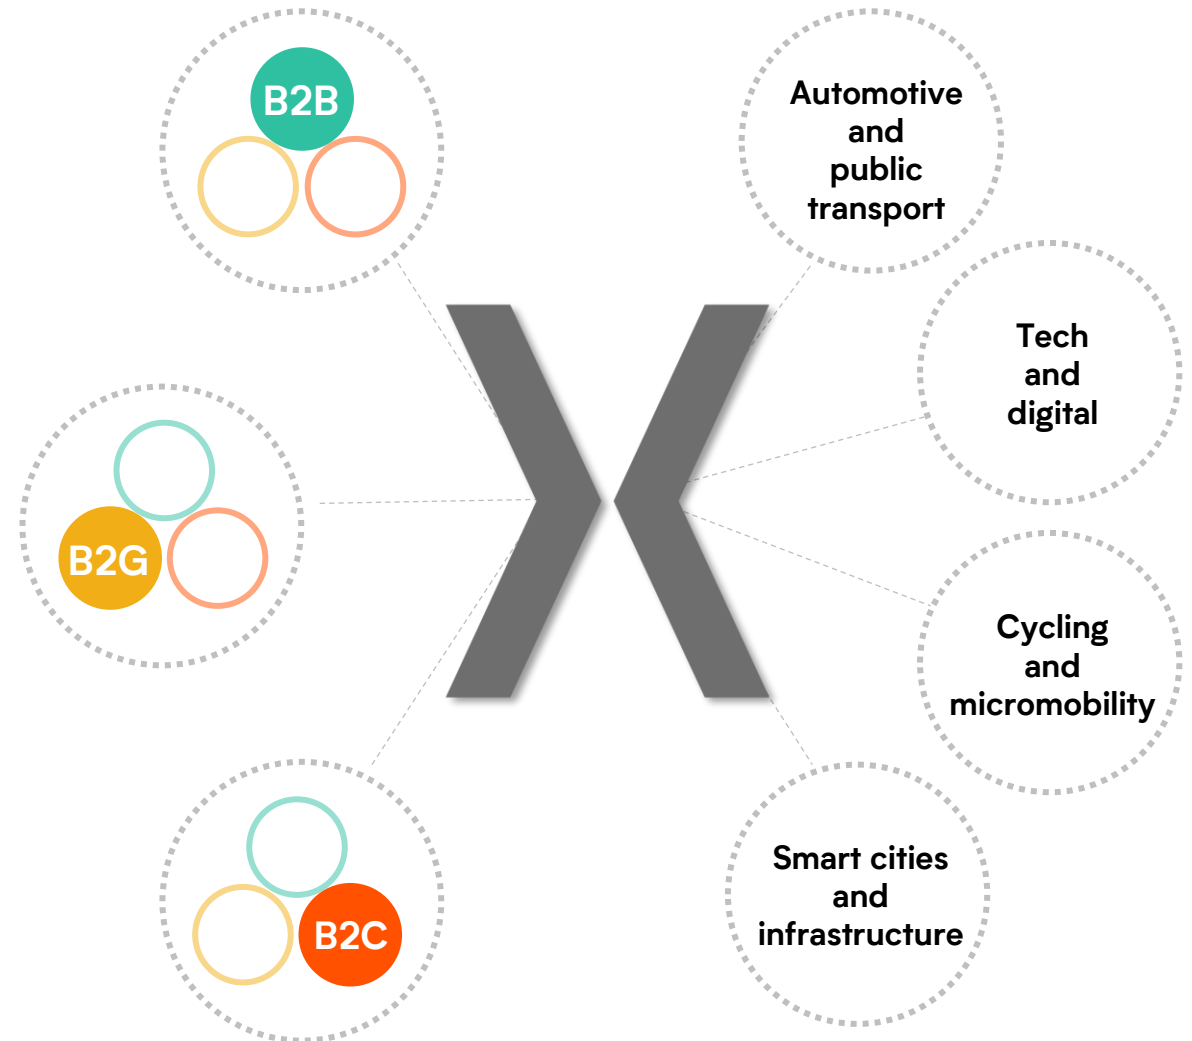 B2B
B2G
B2C
Automotive
and
public
transport
Tech
and
digital
Cycling
and
micromobility
Smart cities
and
infrastructure